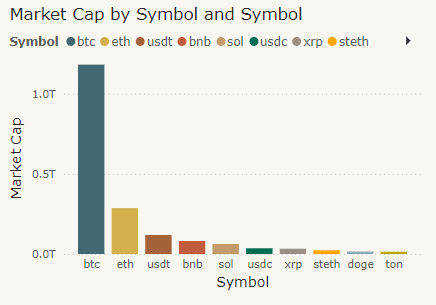 Market Cap by Symbol and Symbol
Symbol btc eth usdt bnb sol usdc xrp steth
Market Cap
1.0T
0.5T
0.0T
btc eth usdt bnb sol usdc xrp steth doge ton
Symbol